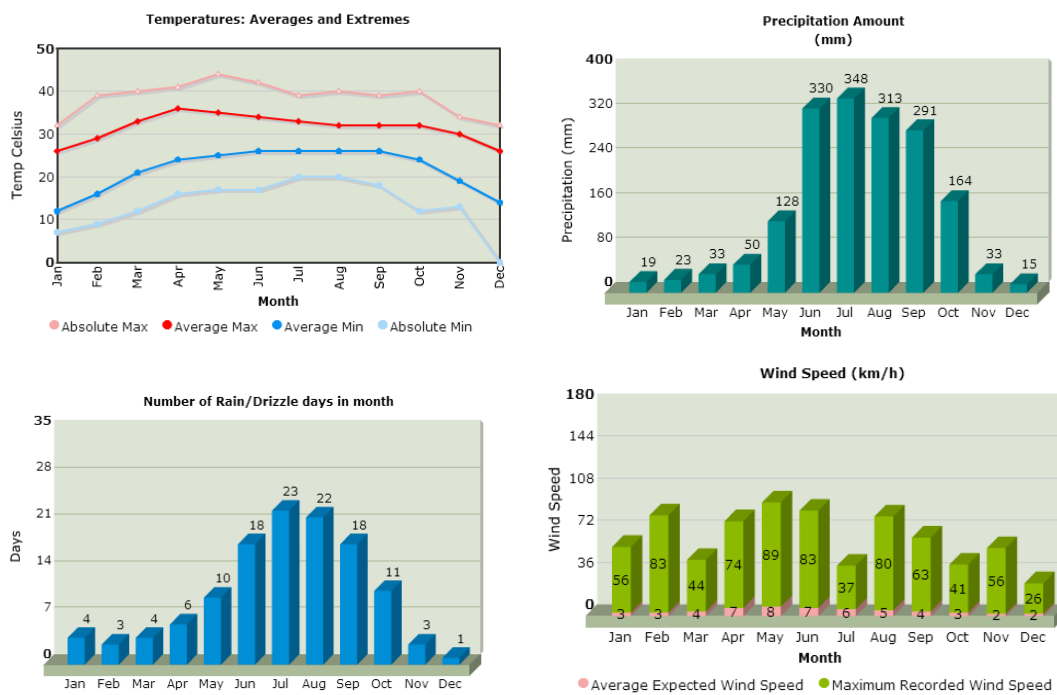 Temperatures: Averages and Extremes
Temp Celsius
50
40
30
20
10
0
Jan Feb Mar Apr May Jun Jul Aug Sep Oct Nov Dec
Month
Absolute Max Average Max Average Min Absolute Min
Precipitation Amount
(mm)
Precipitation (mm)
400
320
240
160
80
0
19 23 33 50 128 330 348 313 291 164 33 15
Jan Feb Mar Apr May Jun Jul Aug Sep Oct Nov Dec
Month
Number of Rain/Drizzle days in month
Days
35
28
21
14
7
0
4 3 4 6 10 18 23 22 18 11 3 1
Jan Feb Mar Apr May Jun Jul Aug Sep Oct Nov Dec
Wind Speed (km/h)
Wind Speed
180
144
108
72
36
0
56 83 44 74 89 83 37 80 63 41 56 26
3 3 4 7 8 7 6 5 4 3 2 2
Jan Feb Mar Apr May Jun Jul Aug Sep Oct Nov Dec
Month
Average Expected Wind Speed Maximum Recorded Wind Speed